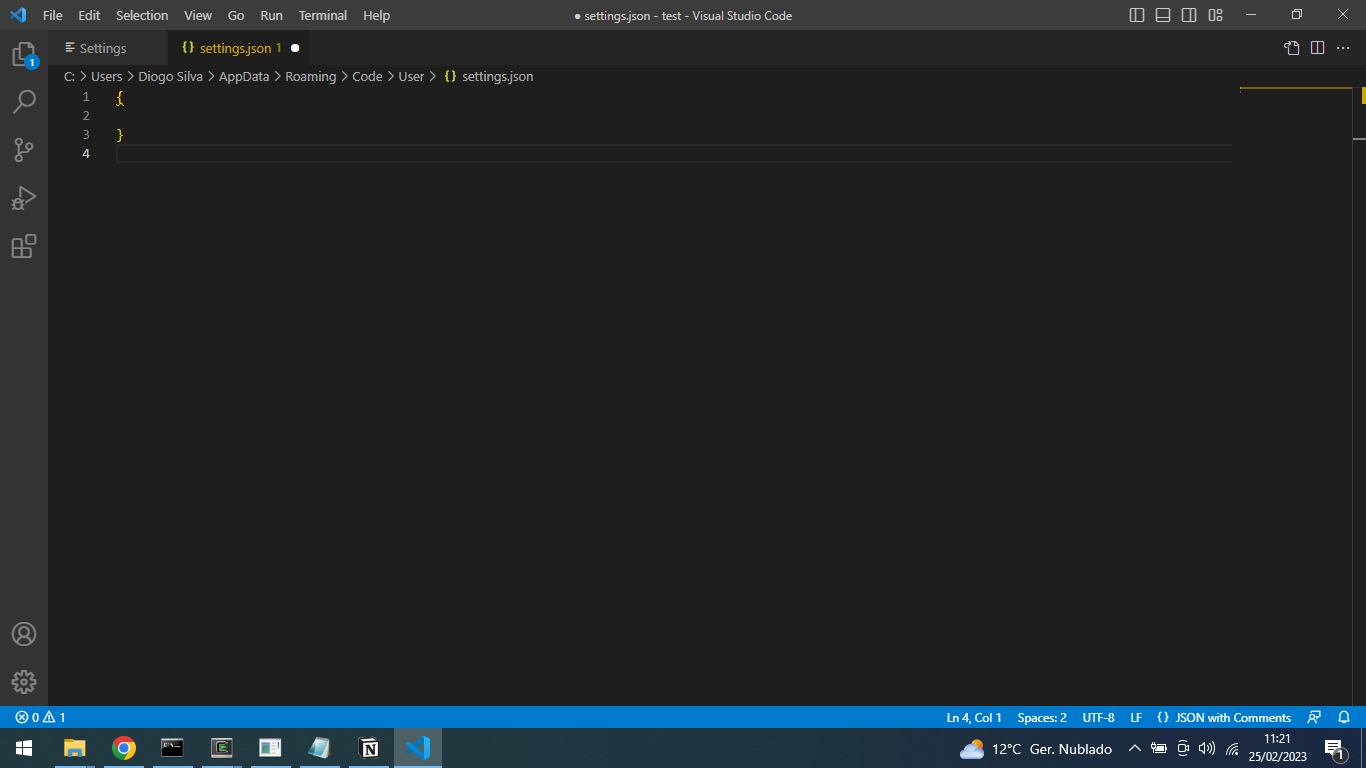 File Edit Selection View Go Run Terminal Help ● settings.json - test - Visual Studio Code
Settings {} settings.json 1
C: > Users > Diogo Silva > AppData > Roaming > Code > User > {} settings.json
1 {
2
3 }
4
1
0 1 Ln 4, Col 1 Spaces: 2 UTF-8 LF {} JSON with Comments
12°C Ger. Nublado 11:21
25/02/2023 1